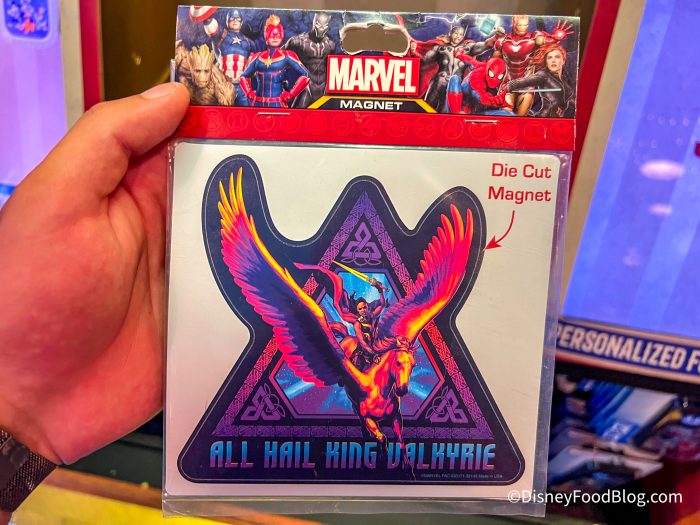 MARVEL
MAGNET
Die Cut
Magnet
ALL HAIL KING VALKYRIE
PERSONALIZED
©DisneyFoodBlog.com